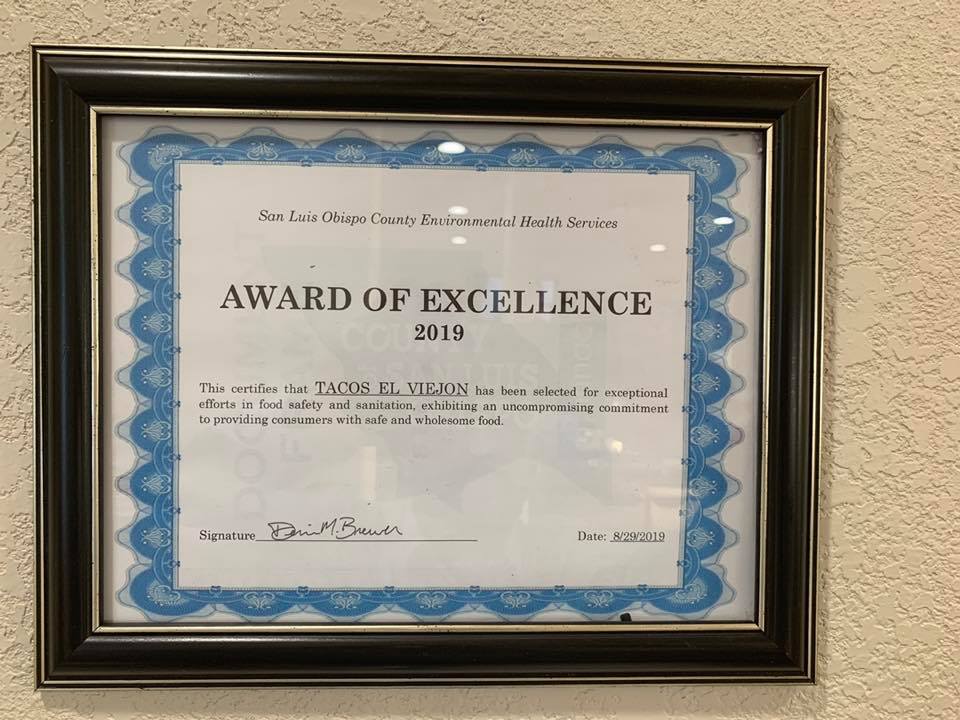 San Luis Obispo County Environmental Health Services
AWARD OF EXCELLENCE
2019
This certifies that TACOS EL VIEJON has been selected for exceptional
efforts in food safety and sanitation, exhibiting an uncompromising commitment
to providing consumers with safe and wholesome food.
Signature
Date: 8/29/2019